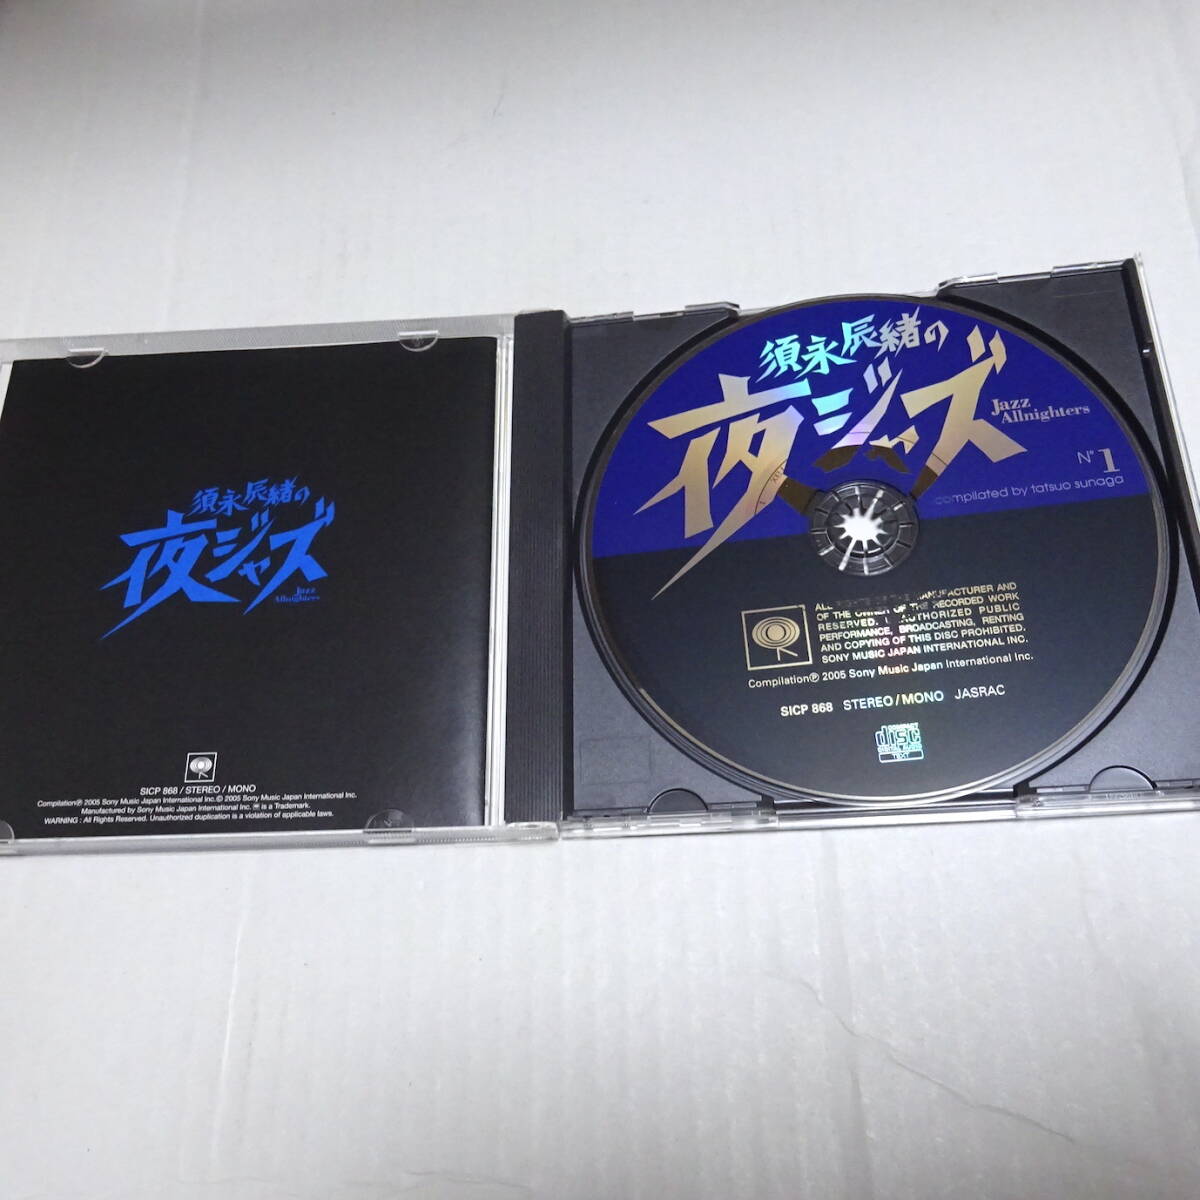 須永辰緒の
夜ジャズ
Jazz
Allnighters
SICP 868 / STEREO / MONO
Compilation℗ 2005 Sony Music Japan International Inc.© 2005 Sony Music Japan International Inc.
Manufactured by Sony Music Japan International Inc. is a Trademark.
WARNING : All Rights Reserved. Unauthorized duplication is a violation of applicable laws.
須永辰緒の
夜ジャズ
Jazz
Allnighters
N° 1
compilated by tatsuo sunaga
ALL RIGHTS OF THE MANUFACTURER AND
OF THE OWNER OF THE RECORDED WORK
RESERVED. UNAUTHORIZED PUBLIC
PERFORMANCE, BROADCASTING, RENTING
AND COPYING OF THIS DISC PROHIBITED.
SONY MUSIC JAPAN INTERNATIONAL INC.
Compilation℗ 2005 Sony Music Japan International Inc.
SICP 868 STEREO/MONO JASRAC
COMPACT
disc
DIGITAL AUDIO
TEXT